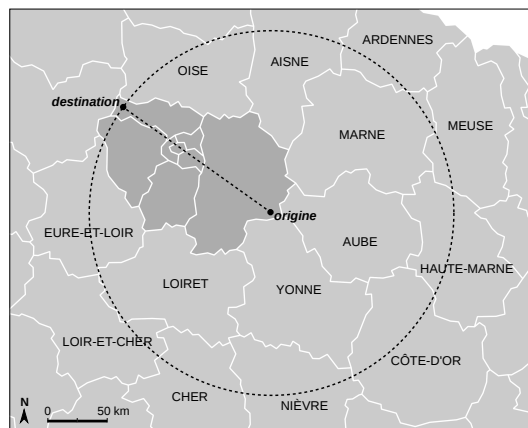 ARDENNES
OISE
AISNE
destination
MARNE
MEUSE
origine
EURE-ET-LOIR
AUBE
HAUTE-MARNE
LOIRET
YONNE
LOIR-ET-CHER
CÔTE-D'OR
CHER
NIÈVRE
N
0 50 km